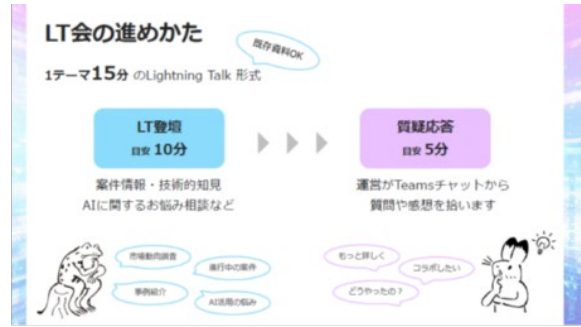 LT会の進めかた
既存資料OK
1テーマ15分 のLightning Talk 形式
LT登壇
目安 10分
質疑応答
目安 5分
案件情報・技術的知見
AIに関するお悩み相談など
運営がTeamsチャットから
質問や感想を拾います
市場動向調査
進行中の案件
事例紹介
AI活用の悩み
もっと詳しく
コラボしたい
どうやったの？